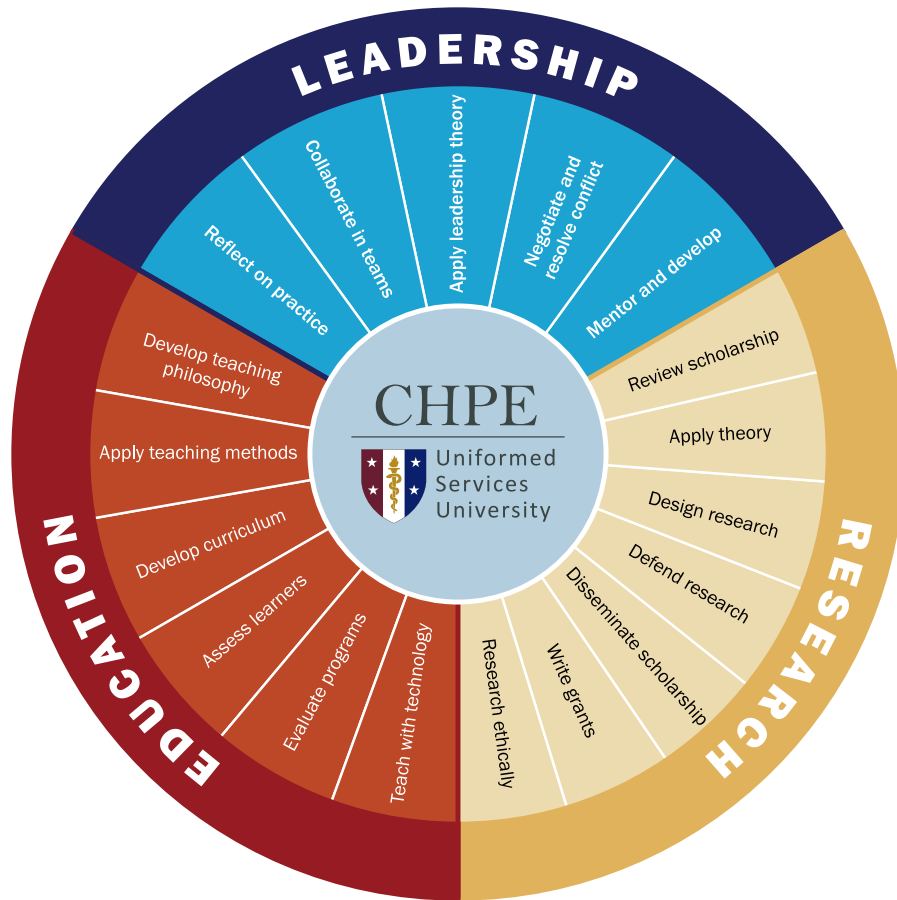 LEADERSHIP
Reflect on practice
Collaborate in teams
Apply leadership theory
Negotiate and
resolve conflict
Mentor and develop
RESEARCH
Review scholarship
Apply theory
Design research
Defend research
Disseminate scholarship
Write grants
Research ethically
EDUCATION
Develop teaching
philosophy
Apply teaching methods
Develop curriculum
Assess learners
Evaluate programs
Teach with technology
CHPE
Uniformed
Services
University